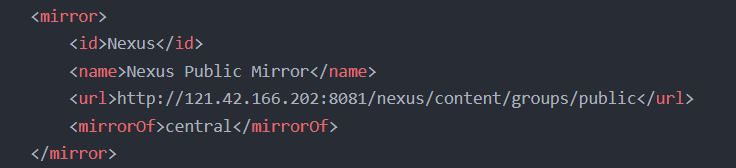 <mirror>
<id>Nexus</id>
<name>Nexus Public Mirror</name>
<url>http://121.42.166.202:8081/nexus/content/groups/public</url>
<mirrorOf>central</mirrorOf>
</mirror>